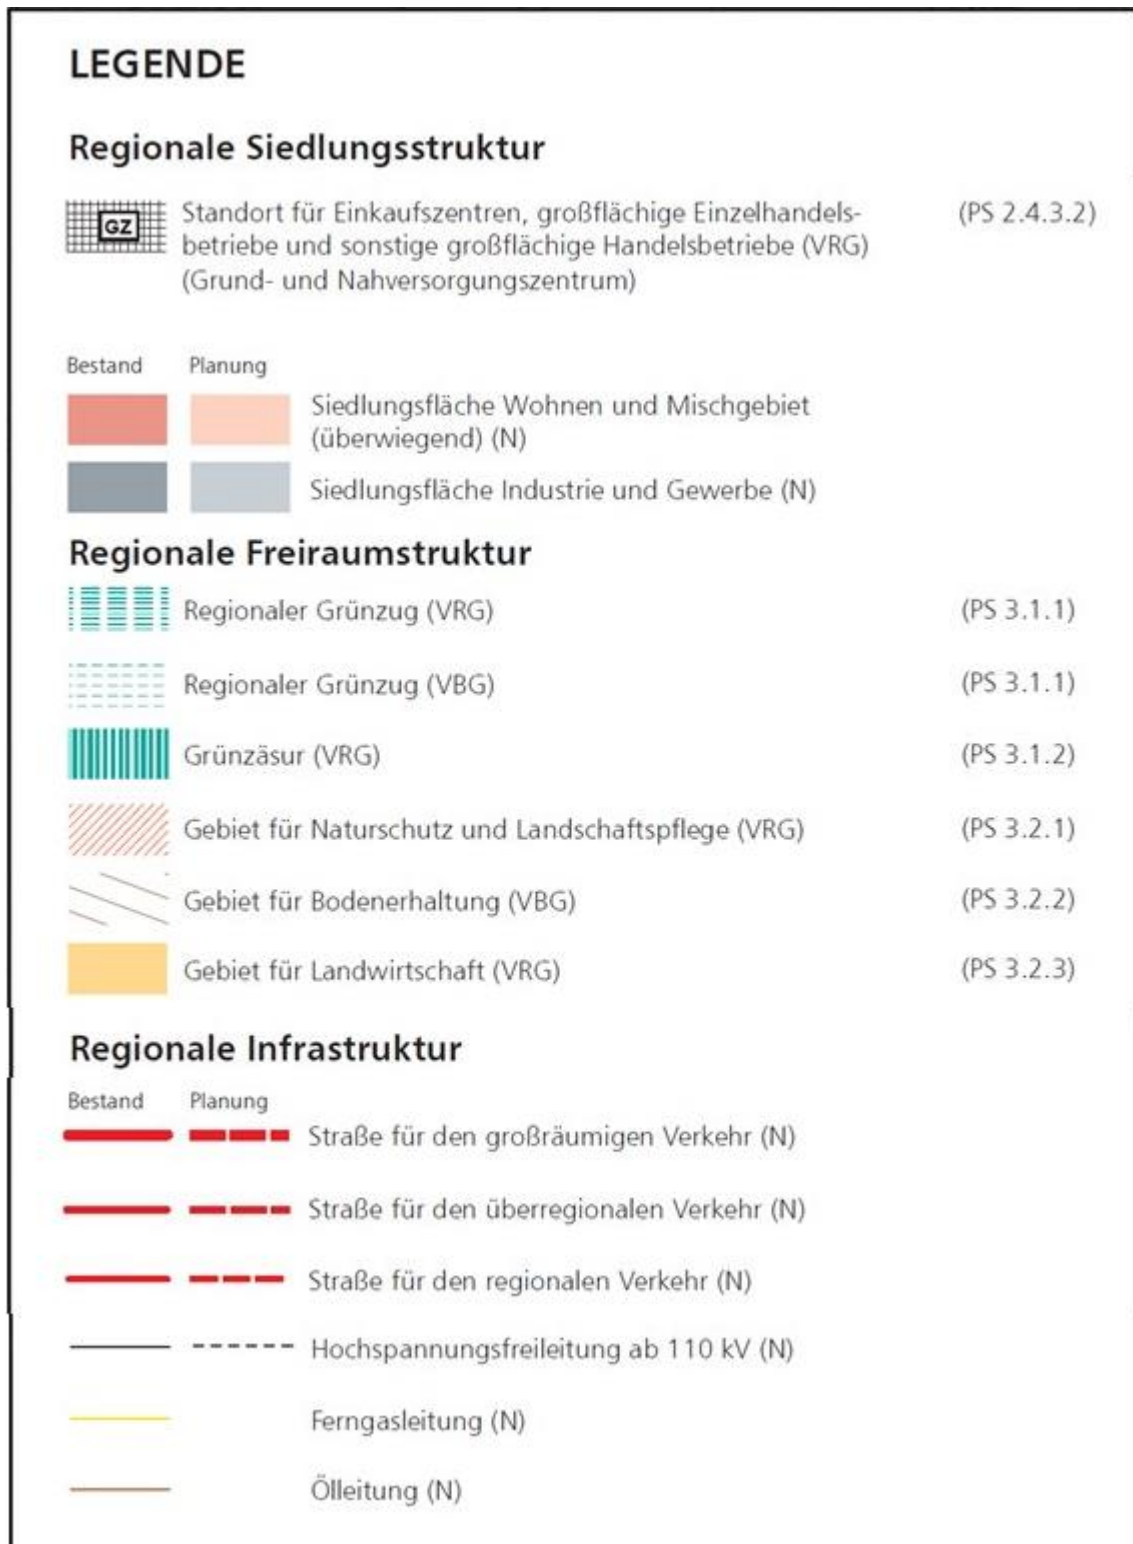 LEGENDE
Regionale Siedlungsstruktur
GZ Standort für Einkaufszentren, großflächige Einzelhandels- (PS 2.4.3.2)
betriebe und sonstige großflächige Handelsbetriebe (VRG)
(Grund- und Nahversorgungszentrum)
Bestand Planung
Siedlungsfläche Wohnen und Mischgebiet
(überwiegend) (N)
Siedlungsfläche Industrie und Gewerbe (N)
Regionale Freiraumstruktur
Regionaler Grünzug (VRG) (PS 3.1.1)
Regionaler Grünzug (VBG) (PS 3.1.1)
Grünzäsur (VRG) (PS 3.1.2)
Gebiet für Naturschutz und Landschaftspflege (VRG) (PS 3.2.1)
Gebiet für Bodenerhaltung (VBG) (PS 3.2.2)
Gebiet für Landwirtschaft (VRG) (PS 3.2.3)
Regionale Infrastruktur
Bestand Planung
Straße für den großräumigen Verkehr (N)
Straße für den überregionalen Verkehr (N)
Straße für den regionalen Verkehr (N)
Hochspannungsfreileitung ab 110 kV (N)
Ferngasleitung (N)
Ölleitung (N)